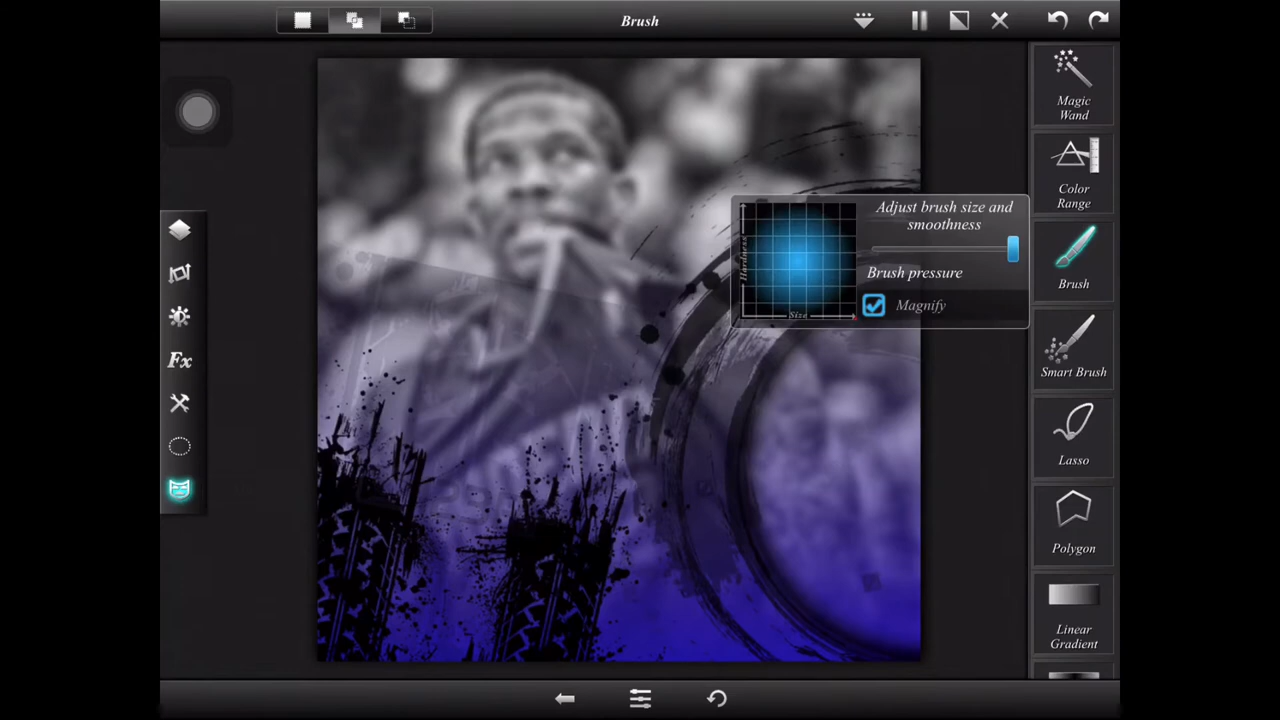 Brush
Magic
Wand
Color
Range
Adjust brush size and
smoothness
Hardness
Size
Brush pressure
Magnify
Brush
Smart Brush
Lasso
Polygon
Linear
Gradient
Fx